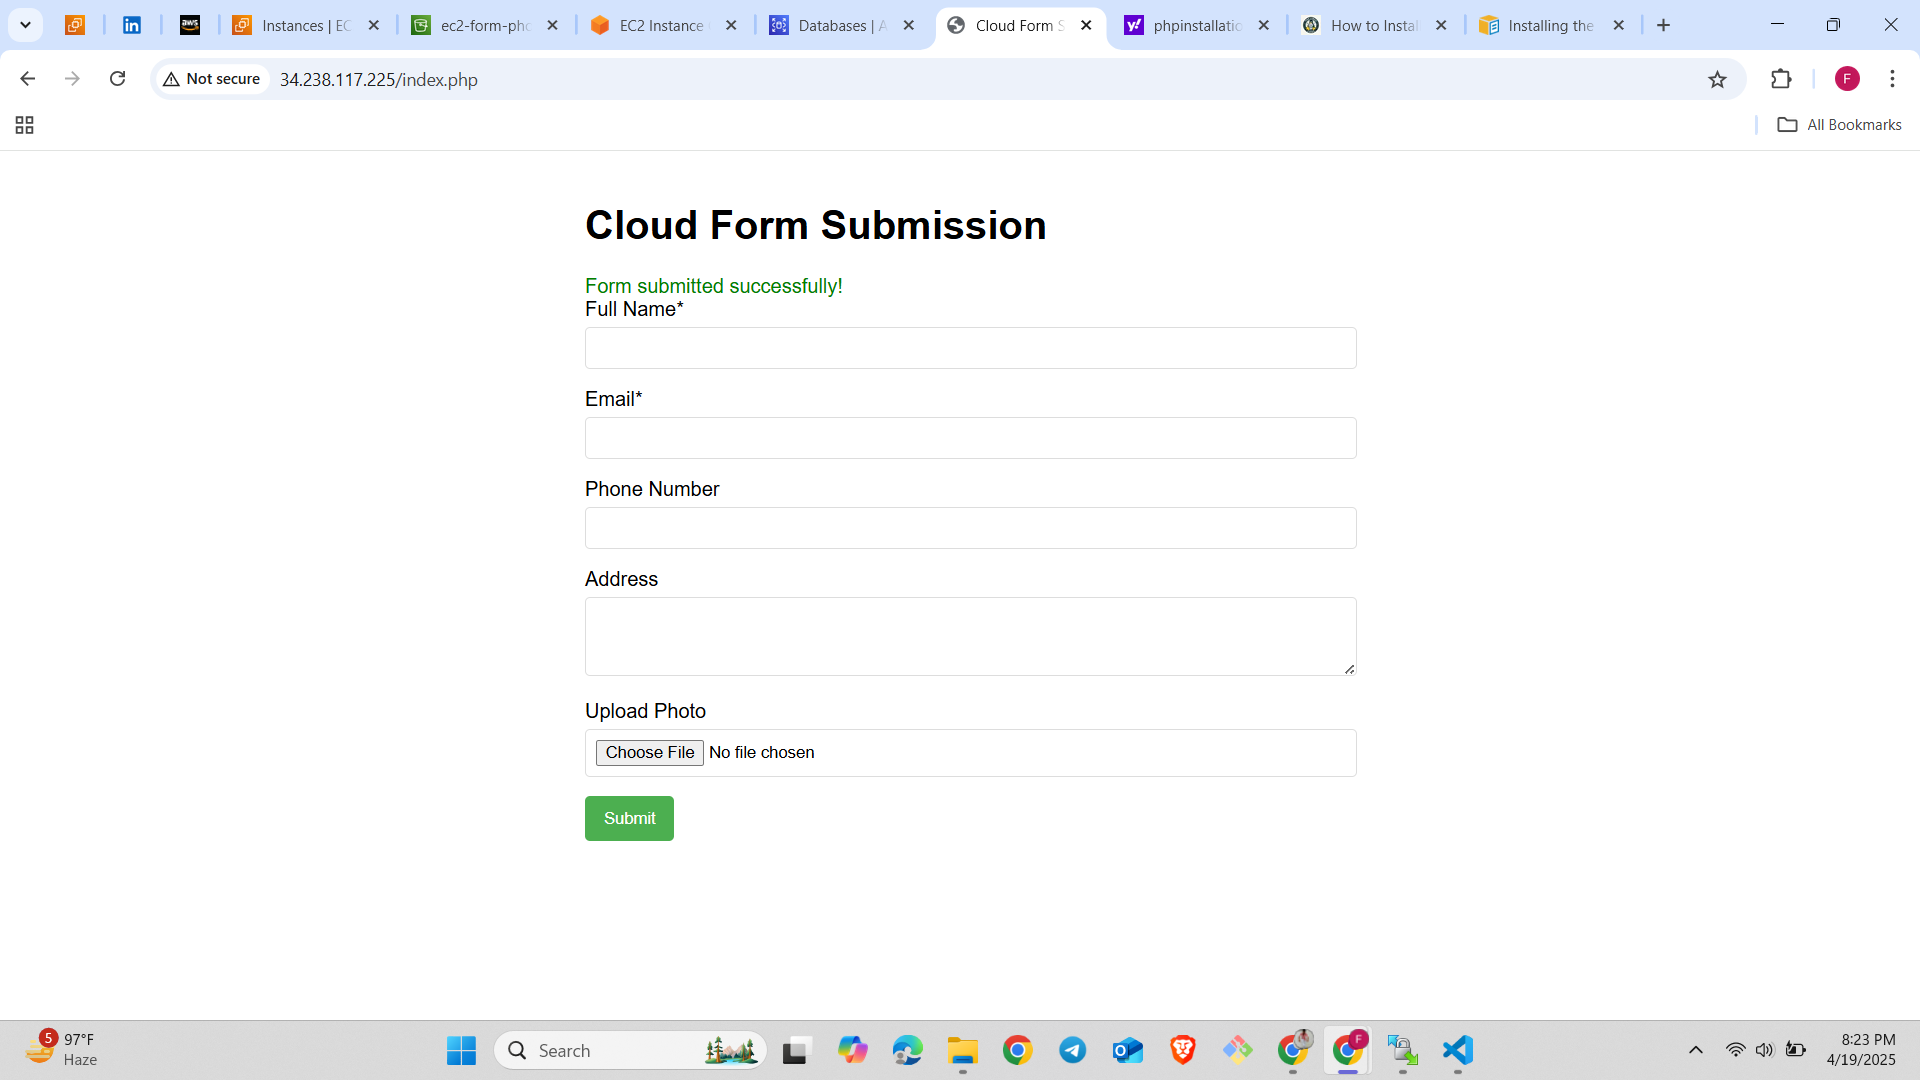 Instances | EC
ec2-form-pho
EC2 Instance
Databases | A
Cloud Form S
phpinstallatio
How to Instal
Installing the
Not secure
34.238.117.225/index.php
F
All Bookmarks
Cloud Form Submission
Form submitted successfully!
Full Name*
Email*
Phone Number
Address
Upload Photo
Choose File No file chosen
Submit
5
97°F
Haze
Search
F
8:23 PM
4/19/2025